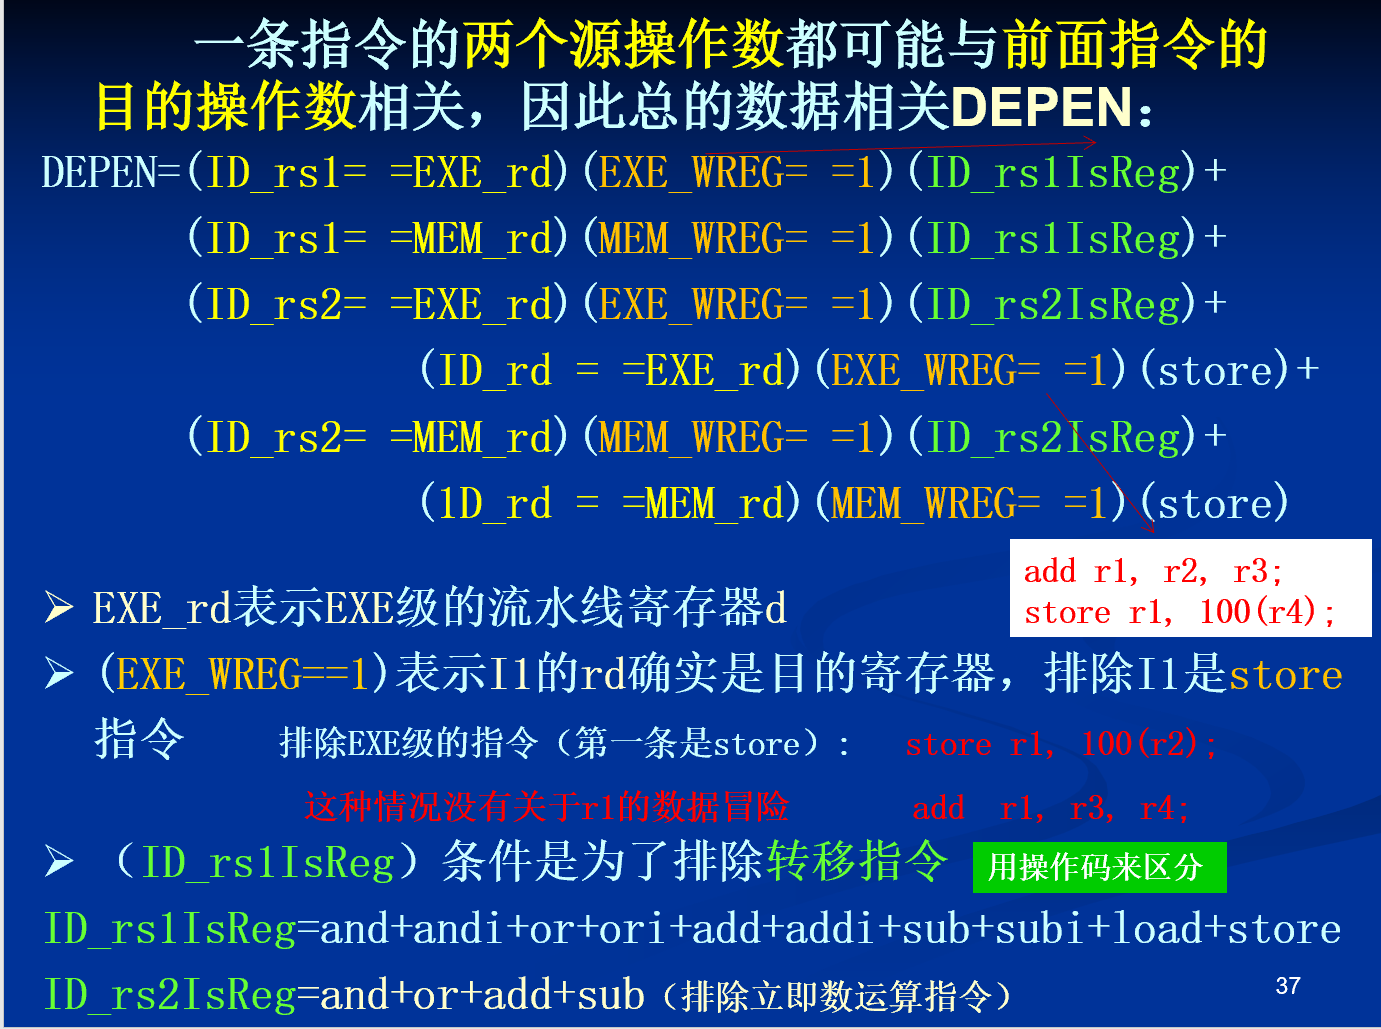 一条指令的两个源操作数都可能与前面指令的
目的操作数相关，因此总的数据相关DEPEN：
DEPEN=(ID_rs1= =EXE_rd)(EXE_WREG= =1)(ID_rs1IsReg)+
(ID_rs1= =MEM_rd)(MEM_WREG= =1)(ID_rs1IsReg)+
(ID_rs2= =EXE_rd)(EXE_WREG= =1)(ID_rs2IsReg)+
(ID_rd = =EXE_rd)(EXE_WREG= =1)(store)+
(ID_rs2= =MEM_rd)(MEM_WREG= =1)(ID_rs2IsReg)+
(1D_rd = =MEM_rd)(MEM_WREG= =1)(store)
add r1, r2, r3;
store r1, 100(r4);
➢ EXE_rd表示EXE级的流水线寄存器d
➢ (EXE_WREG==1)表示I1的rd确实是目的寄存器，排除I1是store
指令 排除EXE级的指令（第一条是store）: store r1, 100(r2);
这种情况没有关于r1的数据冒险 add r1, r3, r4;
➢ （ID_rs1IsReg）条件是为了排除转移指令 用操作码来区分
ID_rs1IsReg=and+andi+or+ori+add+addi+sub+subi+load+store
ID_rs2IsReg=and+or+add+sub（排除立即数运算指令）
37